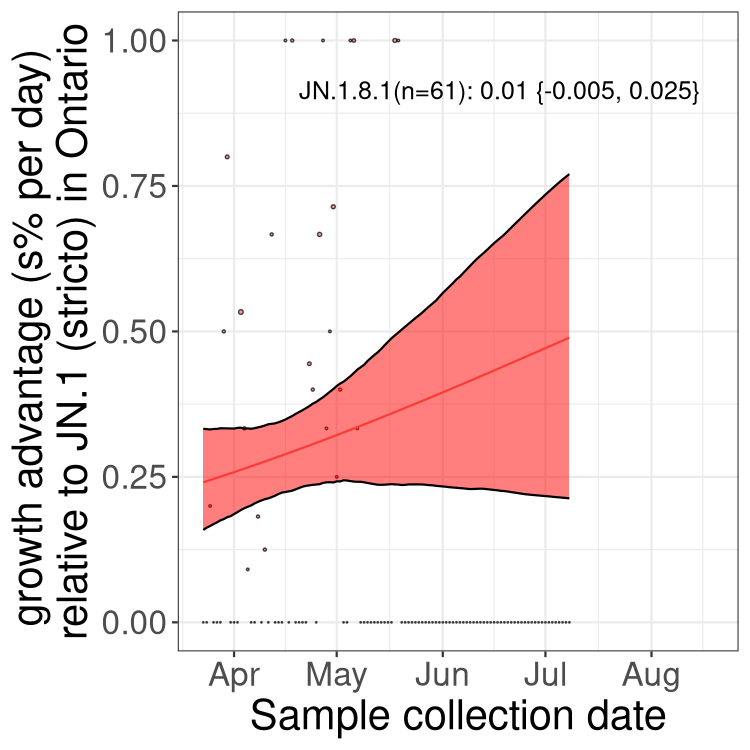 growth advantage (s% per day)
relative to JN.1 (stricto) in Ontario
1.00
0.75
0.50
0.25
0.00
JN.1.8.1(n=61): 0.01 {-0.005, 0.025}
Apr May Jun Jul Aug
Sample collection date